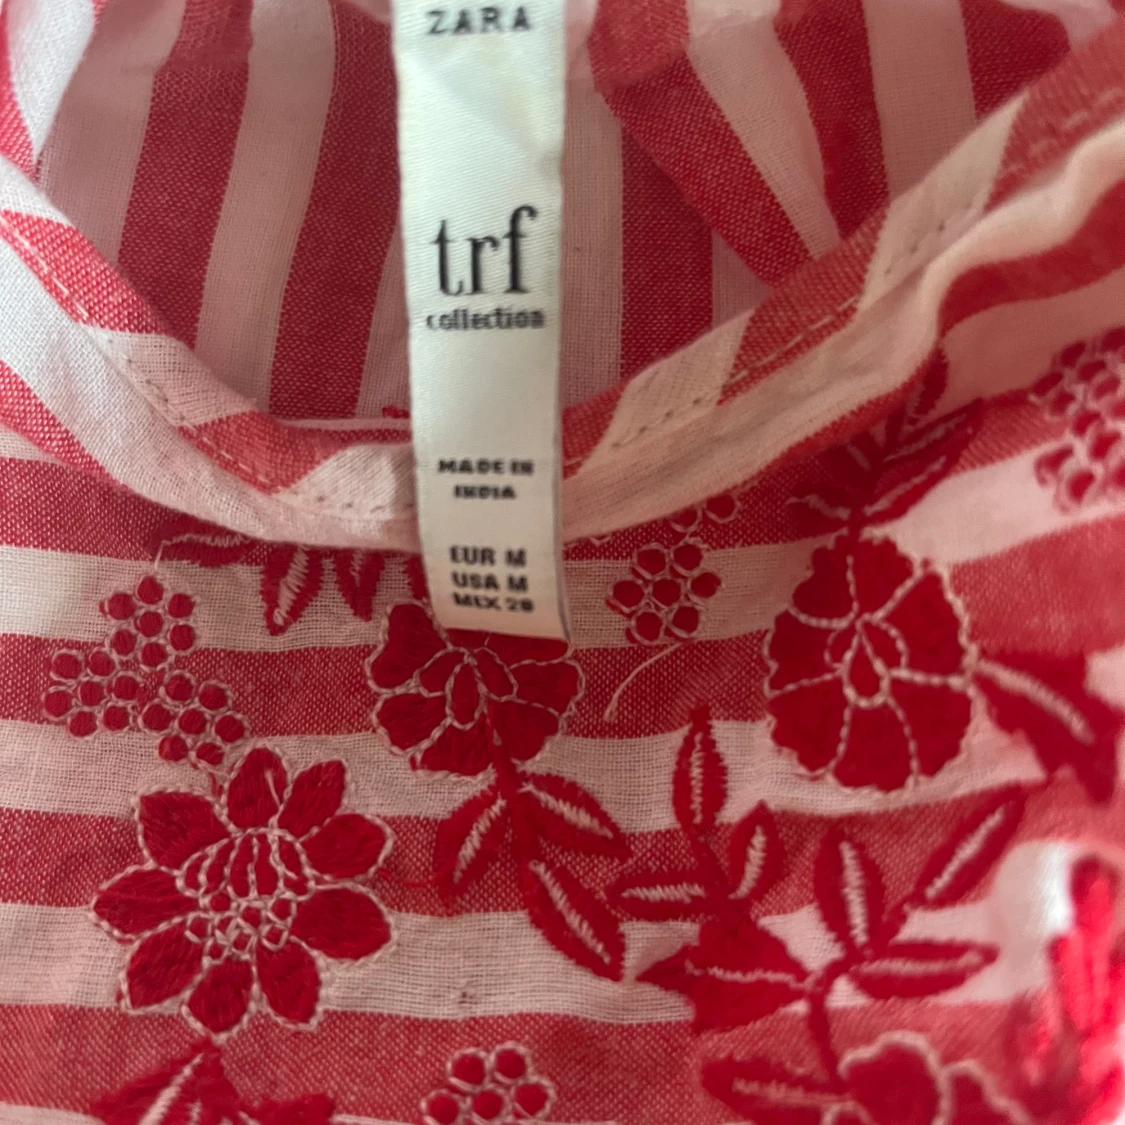 ZARA
trf
collection
MADE IN
INDIA
EUR M
USA M
MEX 28